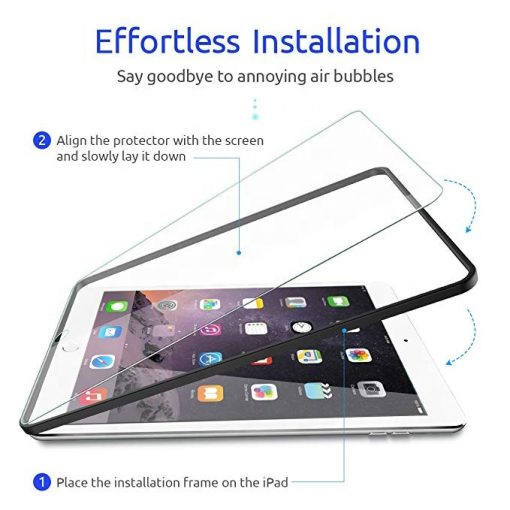 Effortless Installation
Say goodbye to annoying air bubbles
2 Align the protector with the screen
and slowly lay it down
1 Place the installation frame on the iPad